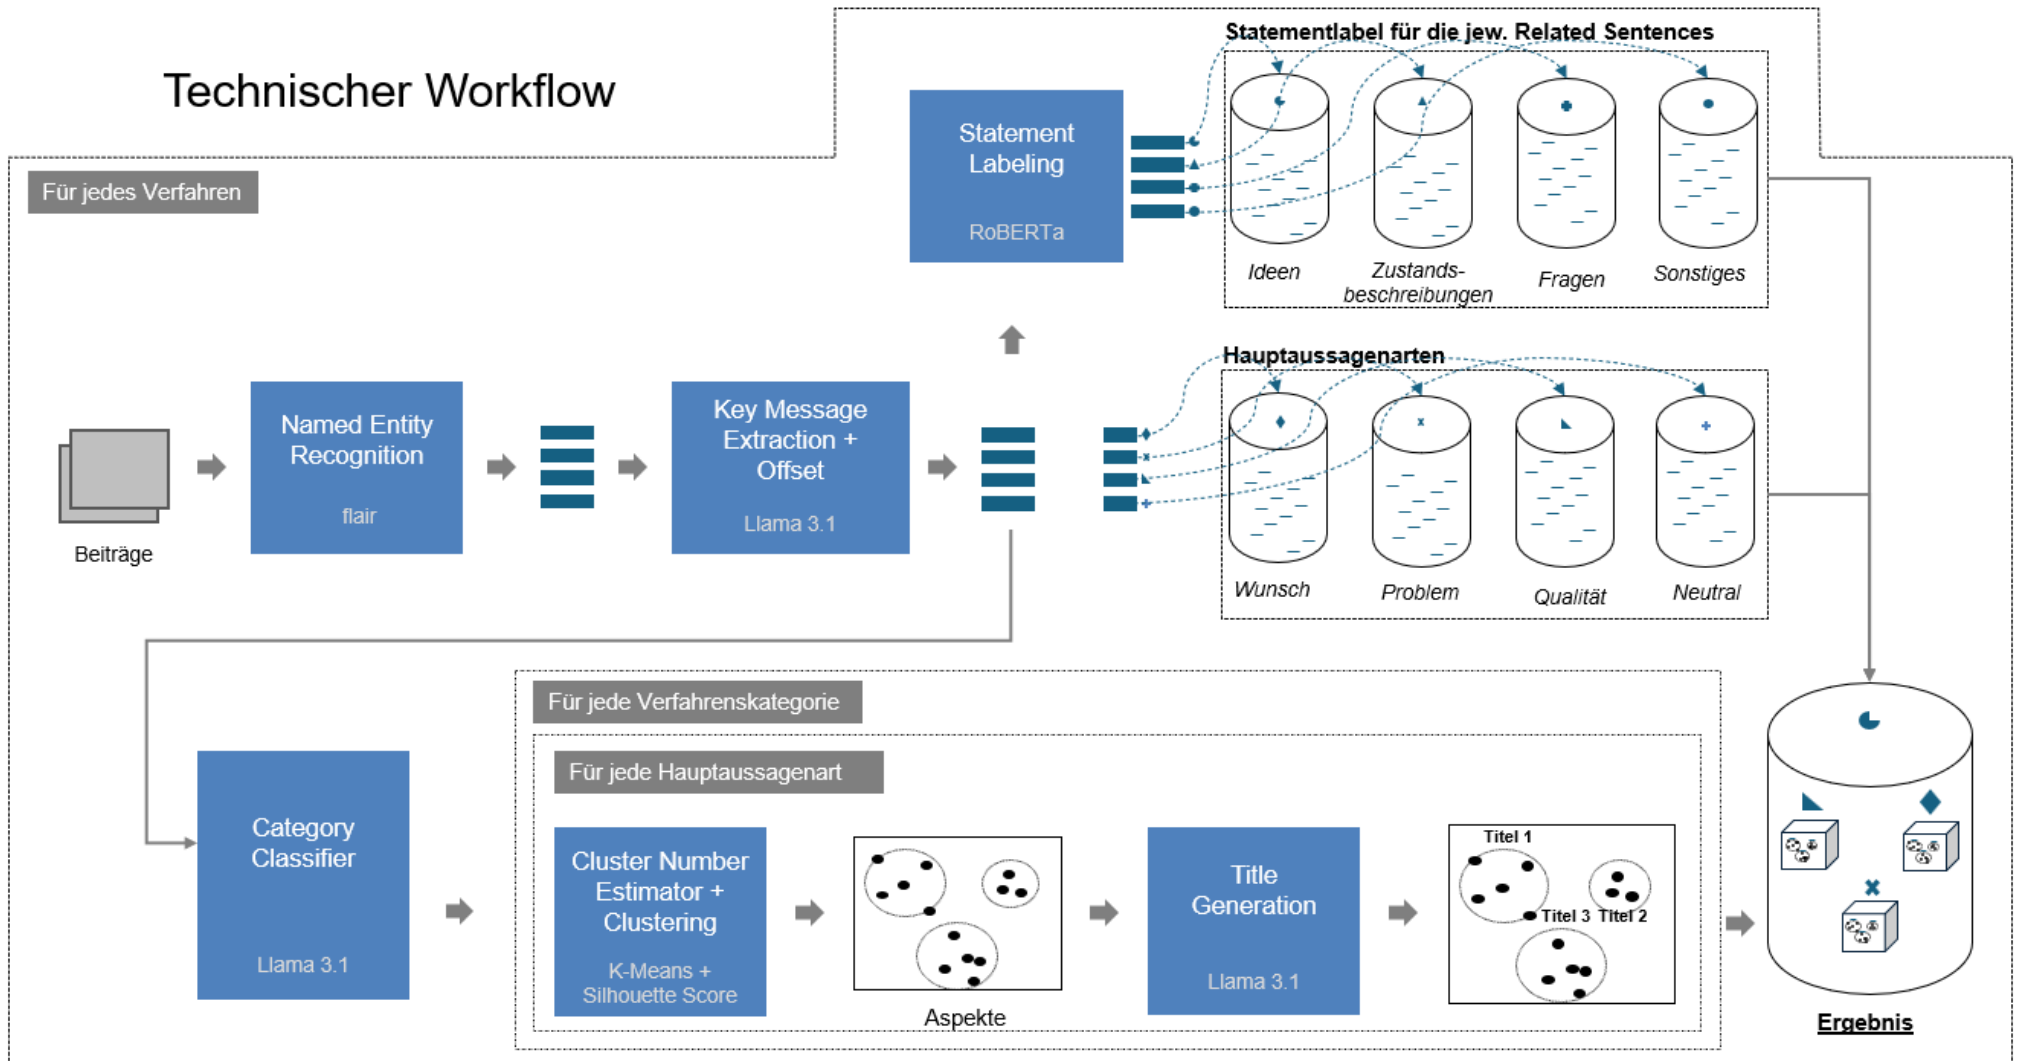 Technischer Workflow
Für jedes Verfahren
Statement
Labeling
RoBERTa
Statementlabel für die jew. Related Sentences
Ideen
Zustands-
beschreibungen
Fragen
Sonstiges
Beiträge
Named Entity
Recognition
flair
Key Message
Extraction +
Offset
Llama 3.1
Hauptaussagenarten
Wunsch
Problem
Qualität
Neutral
Category
Classifier
Llama 3.1
Für jede Verfahrenskategorie
Für jede Hauptaussagenart
Cluster Number
Estimator +
Clustering
K-Means +
Silhouette Score
Aspekte
Title
Generation
Llama 3.1
Titel 1
Titel 3 Titel 2
Ergebnis